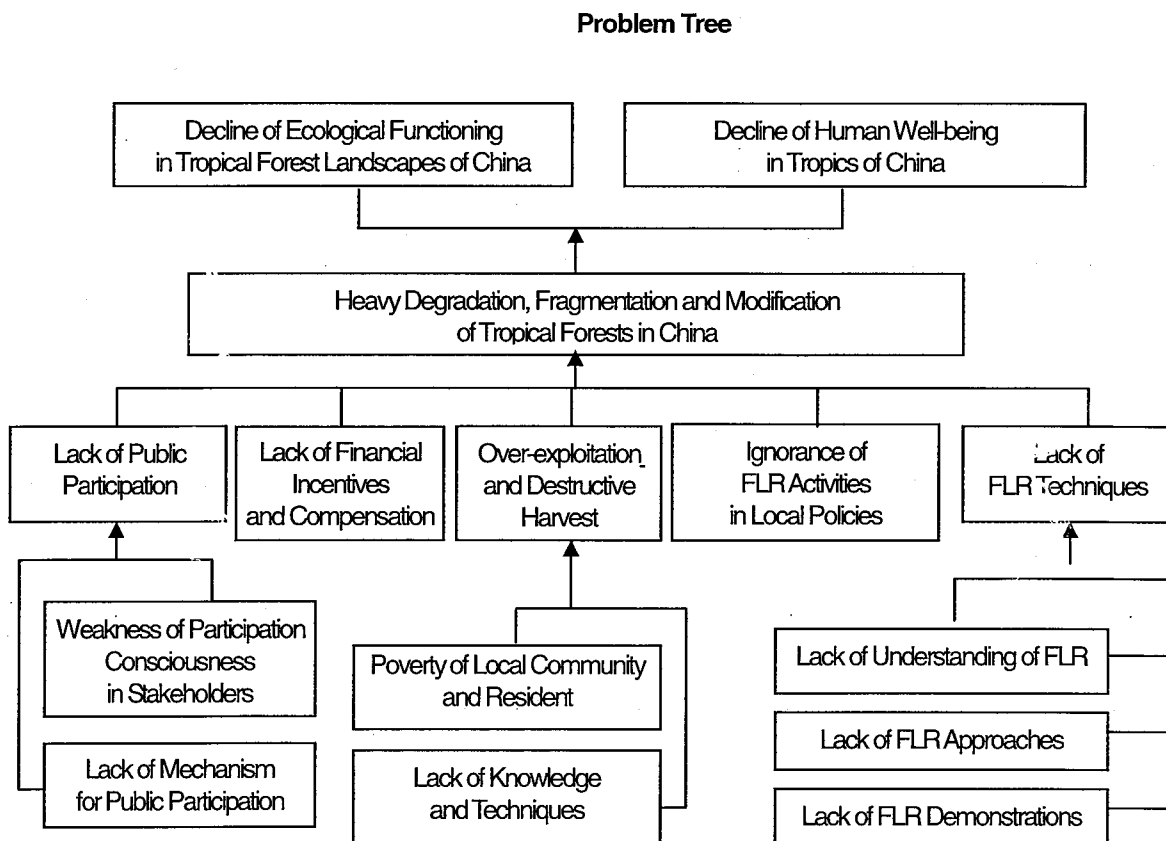 Problem Tree
Decline of Ecological Functioning
in Tropical Forest Landscapes of China
Decline of Human Well-being
in Tropics of China
Heavy Degradation, Fragmentation and Modification
of Tropical Forests in China
Lack of Public
Participation
Lack of Financial
Incentives
and Compensation
Over-exploitation
and Destructive
Harvest
Ignorance of
FLR Activities
in Local Policies
Lack of
FLR Techniques
Weakness of Participation
Consciousness
in Stakeholders
Lack of Mechanism
for Public Participation
Poverty of Local Community
and Resident
Lack of Knowledge
and Techniques
Lack of Understanding of FLR
Lack of FLR Approaches
Lack of FLR Demonstrations